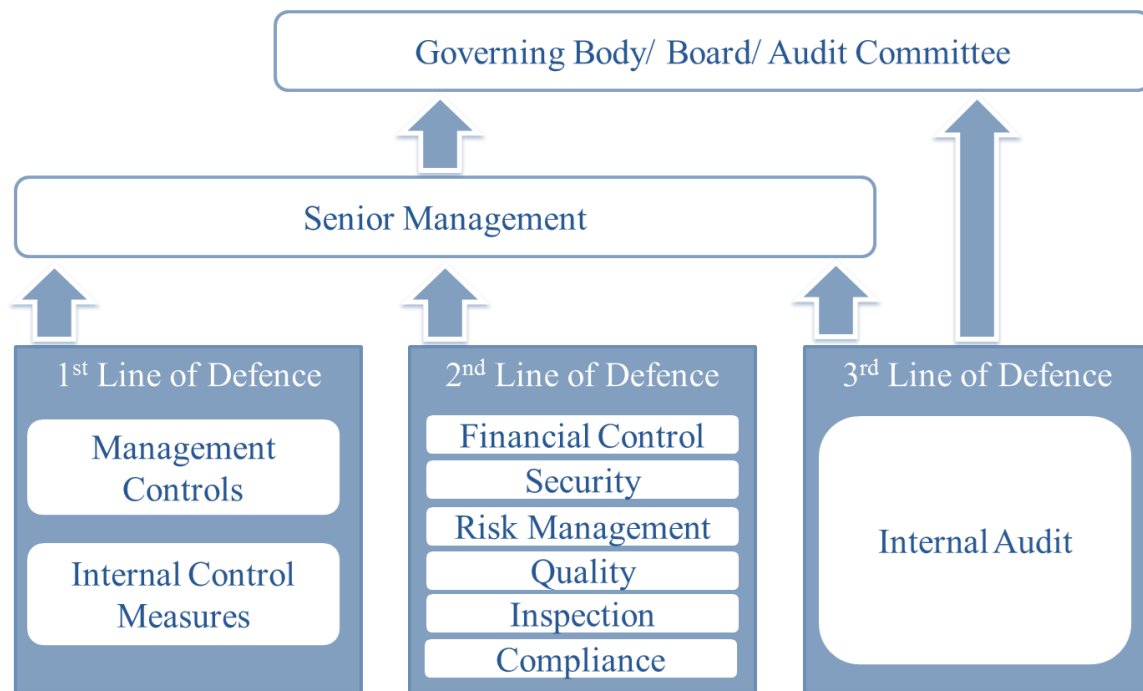 Governing Body/ Board/ Audit Committee
Senior Management
1st Line of Defence
Management
Controls
Internal Control
Measures
2nd Line of Defence
Financial Control
Security
Risk Management
Quality
Inspection
Compliance
3rd Line of Defence
Internal Audit